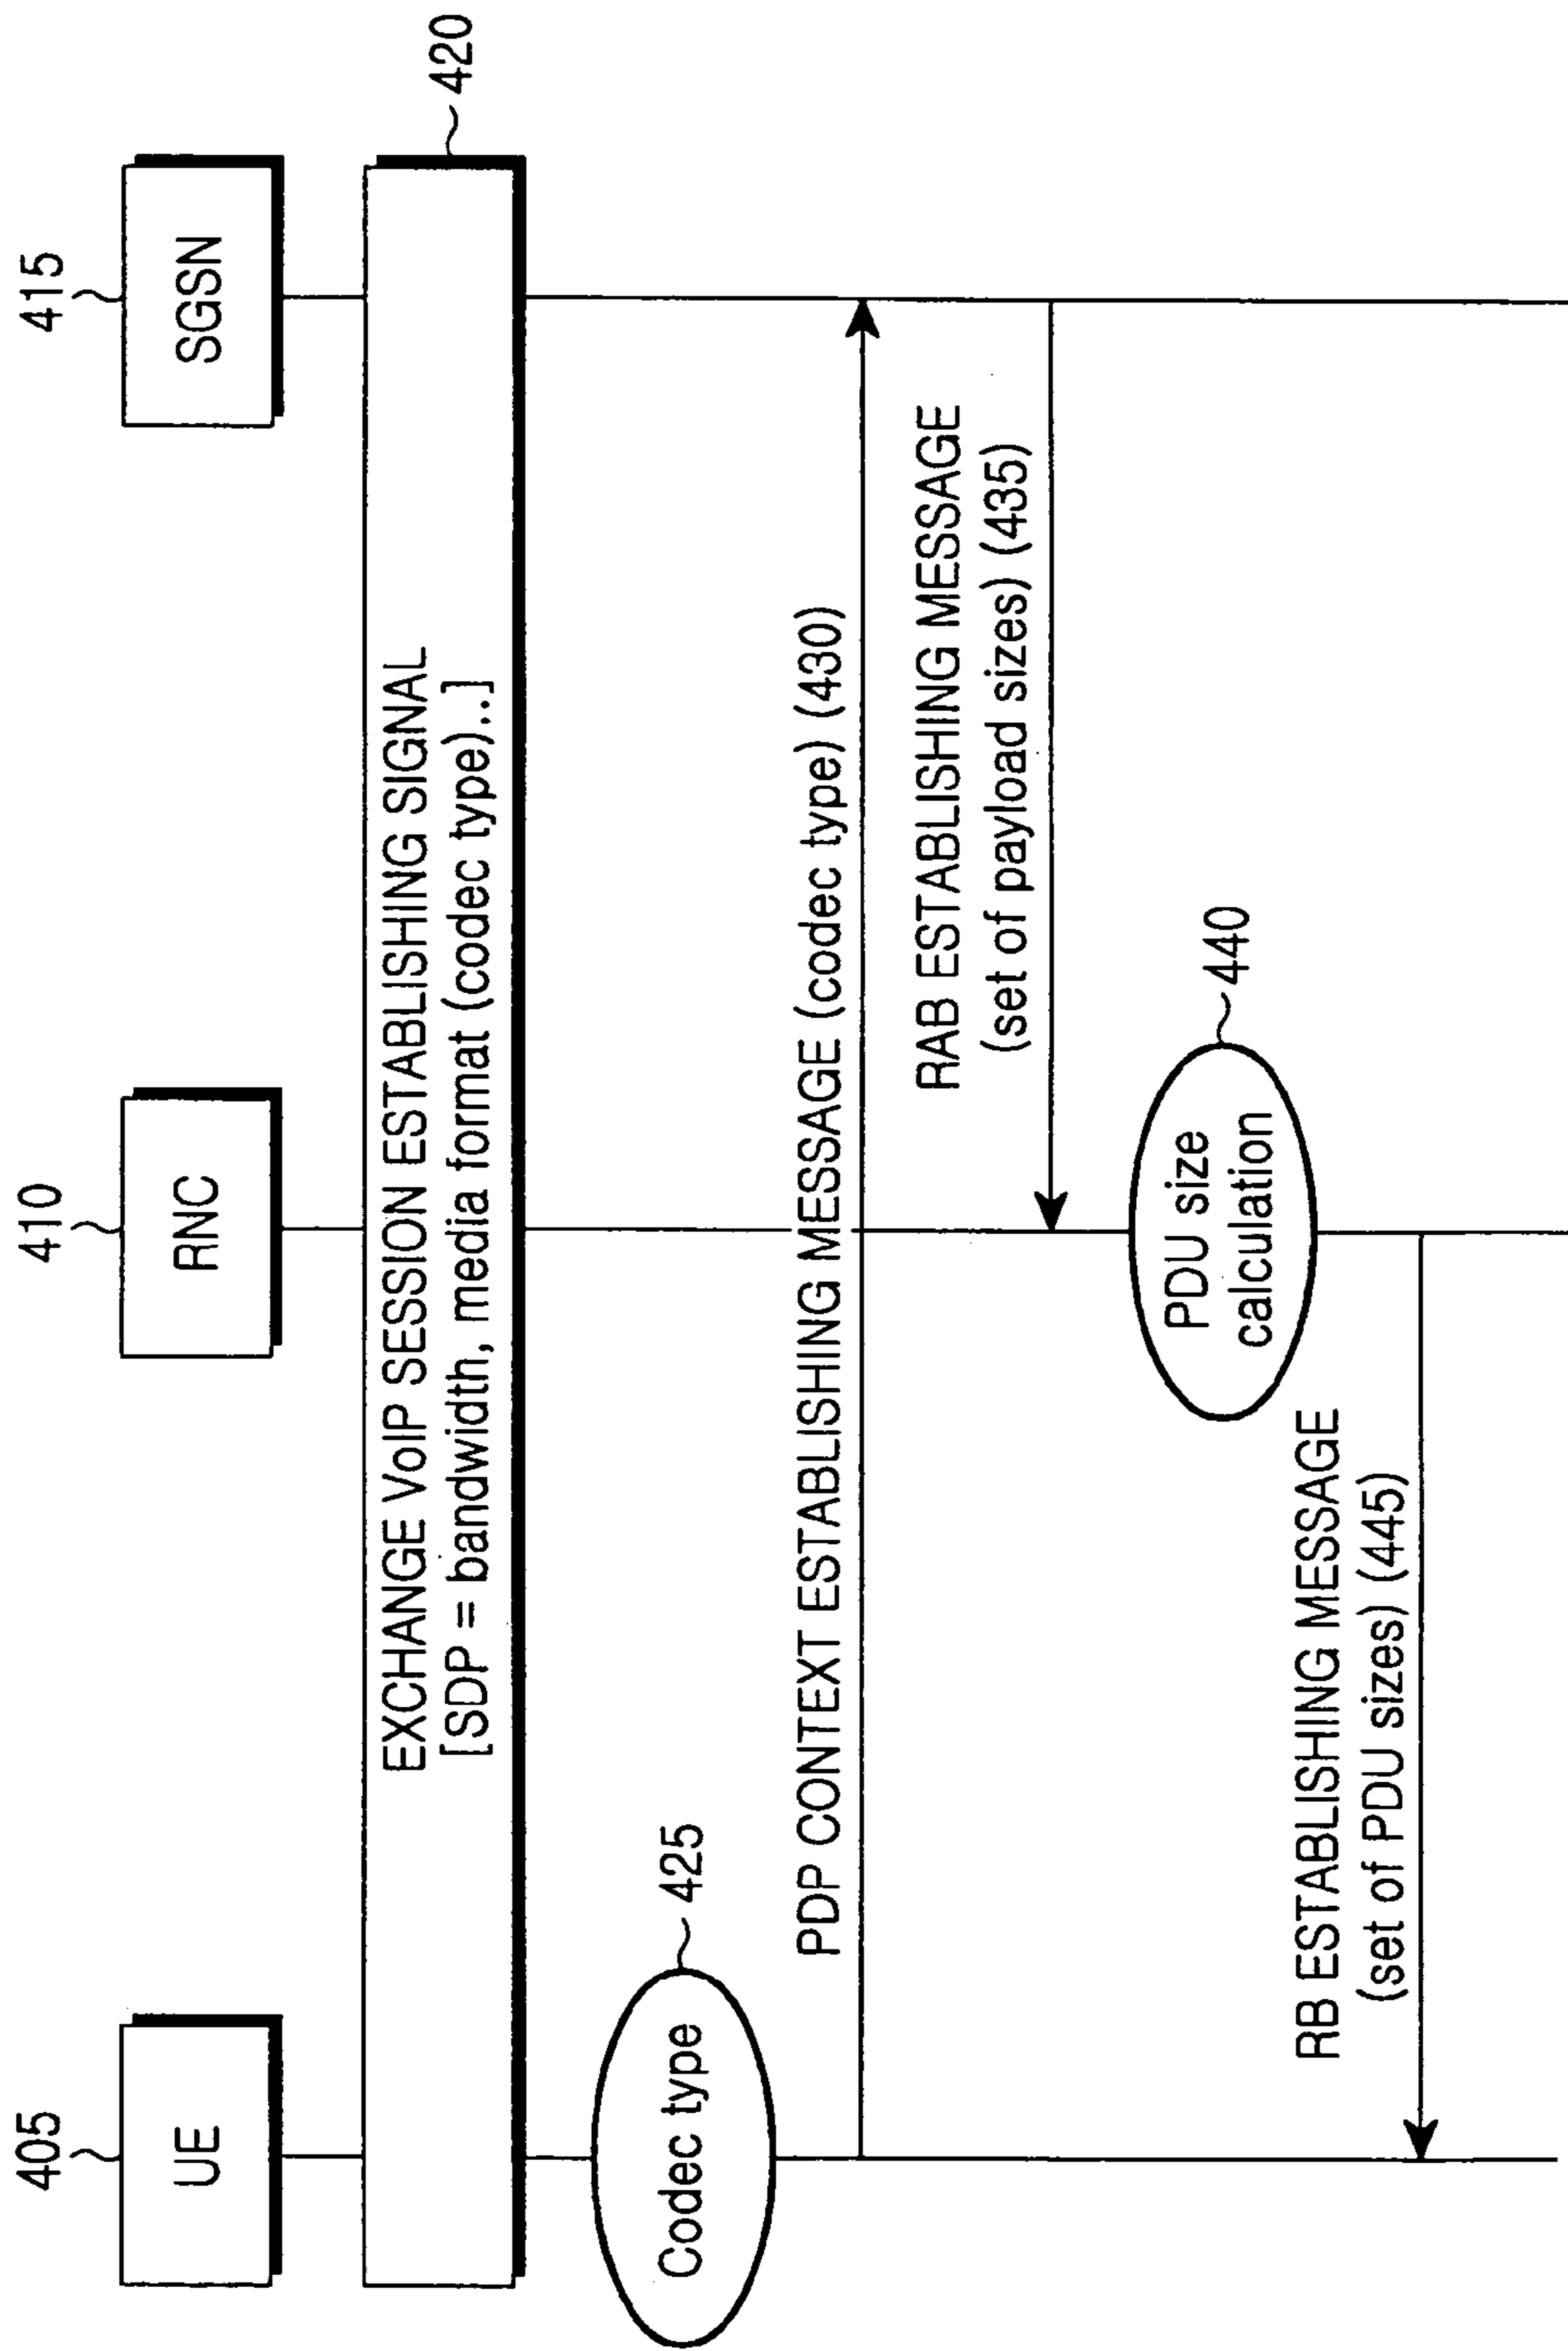 405
410
415
UE
RNC
SGSN
EXCHANGE VoIP SESSION ESTABLISHING SIGNAL
[SDP = bandwidth, media format (codec type)..]
420
Codec type
425
PDP CONTEXT ESTABLISHING MESSAGE (codec type) (430)
RAB ESTABLISHING MESSAGE
(set of payload sizes) (435)
PDU size
calculation
440
RB ESTABLISHING MESSAGE
(set of PDU sizes) (445)